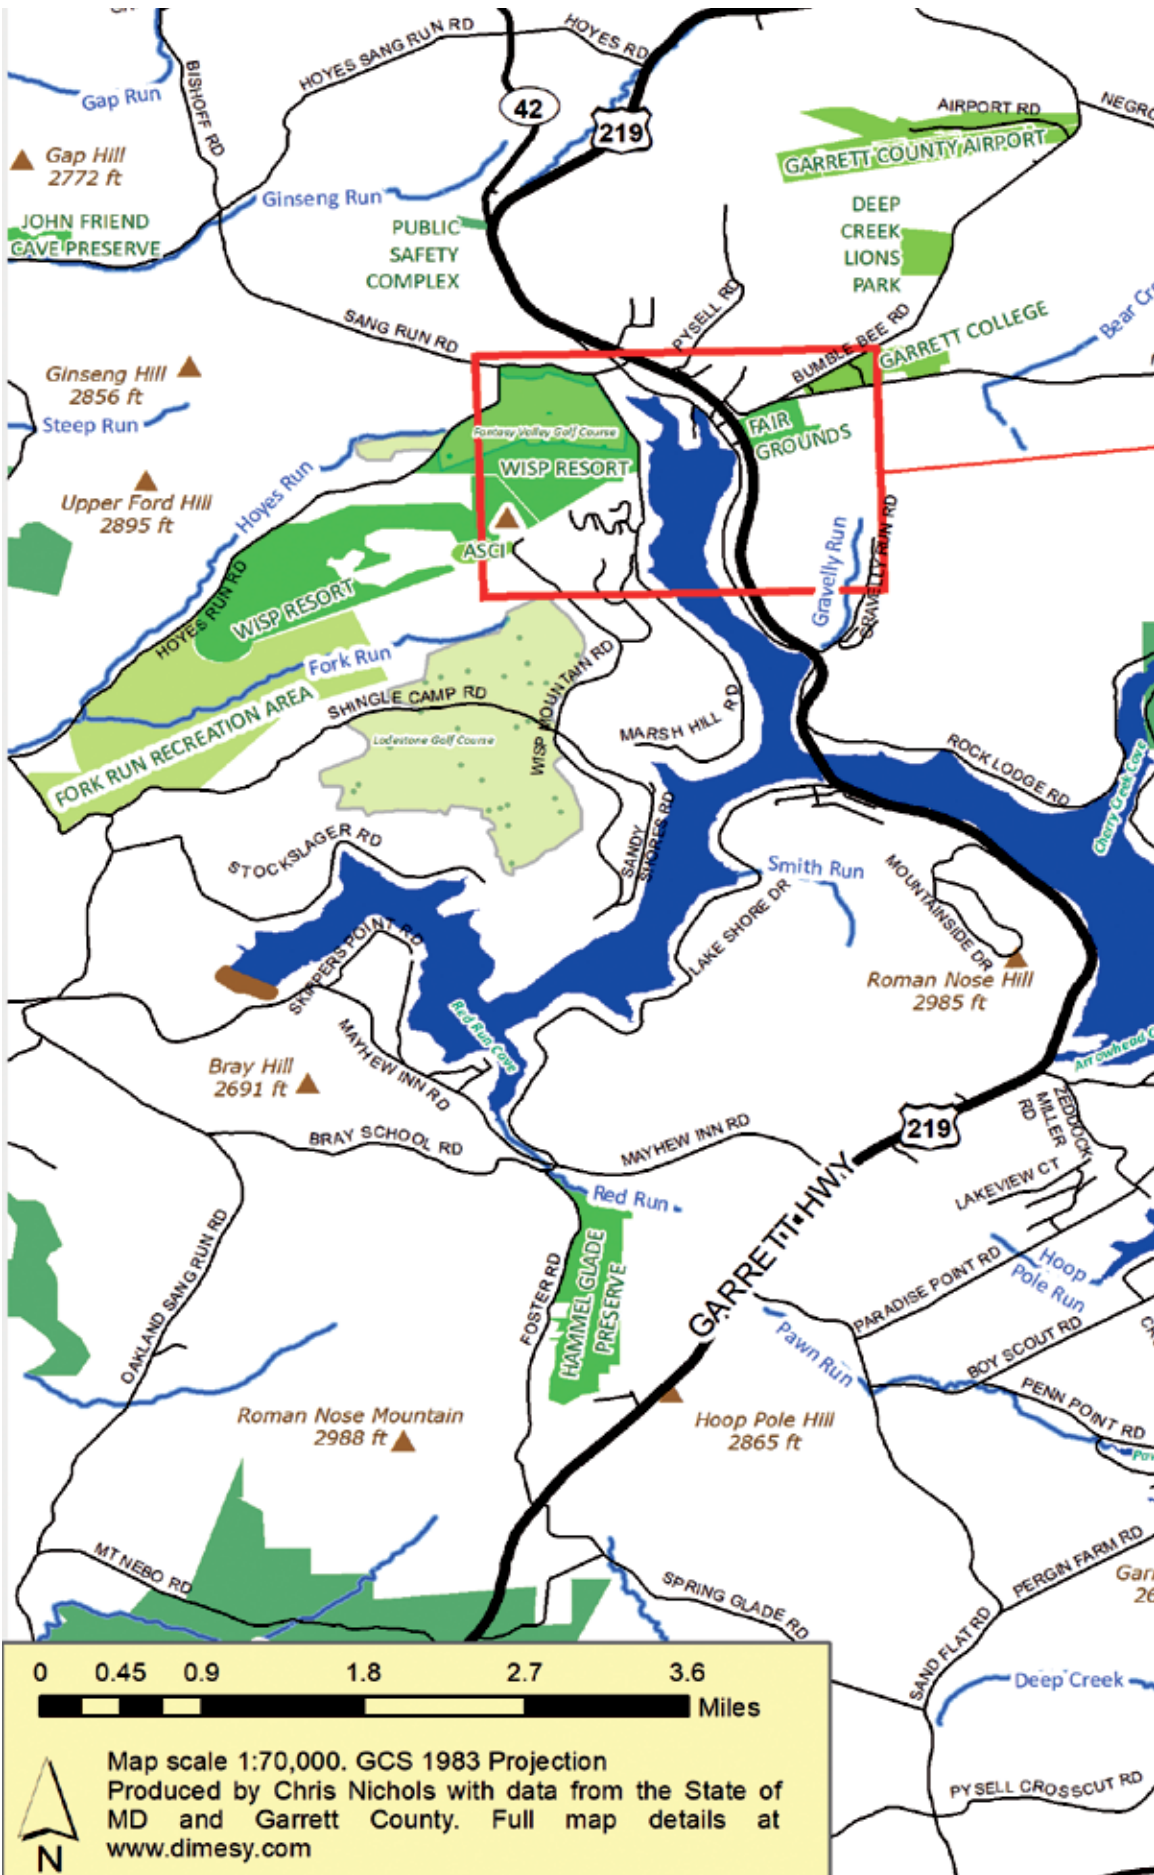 HOYES SANG RUN RD
HOYES RD
BISHOFF RD
Gap Run
42
219
AIRPORT RD
GARRETT COUNTY AIRPORT
Gap Hill
2772 ft
Ginseng Run
JOHN FRIEND
CAVE PRESERVE
PUBLIC
SAFETY
COMPLEX
DEEP
CREEK
LIONS
PARK
SANG RUN RD
PYSELL RD
BUMBLE BEE RD
GARRETT COLLEGE
Ginseng Hill
2856 ft
Steep Run
Fantasy Valley Golf Course
FAIR
GROUNDS
WISP RESORT
Upper Ford Hill
2895 ft
Hoyes Run
ASCI
Gravelly Run
GRAVELLY RUN RD
HOYES RUN RD
WISP RESORT
Fork Run
FORK RUN RECREATION AREA
SHINGLE CAMP RD
WISP MOUNTAIN RD
MARSH HILL RD
Lodestone Golf Course
ROCK LODGE RD
Cherry Creek Cove
STOCKSLAGER RD
SANDY
SHORES RD
Smith Run
MOUNTAINSIDE DR
LAKE SHORE DR
SKIPPERS POINT RD
Roman Nose Hill
2985 ft
Red Run Cove
MAYHEW INN RD
Bray Hill
2691 ft
Arrowhead
ZEDDOCK
MILLER
RD
219
BRAY SCHOOL RD
MAYHEW INN RD
LAKEVIEW CT
Red Run
GARRETT HWY
OAKLAND SANG RUN RD
FOSTER RD
HAMMEL GLADE
PRESERVE
PARADISE POINT RD
Hoop
Pole Run
Pawn Run
BOY SCOUT RD
PENN POINT RD
Roman Nose Mountain
2988 ft
Hoop Pole Hill
2865 ft
MT NEBO RD
SPRING GLADE RD
PERGIN FARM RD
SAND FLAT RD
Deep Creek
PYSELL CROSSCUT RD
0 0.45 0.9 1.8 2.7 3.6
Miles
Map scale 1:70,000. GCS 1983 Projection
Produced by Chris Nichols with data from the State of
MD and Garrett County. Full map details at
www.dimesy.com
N